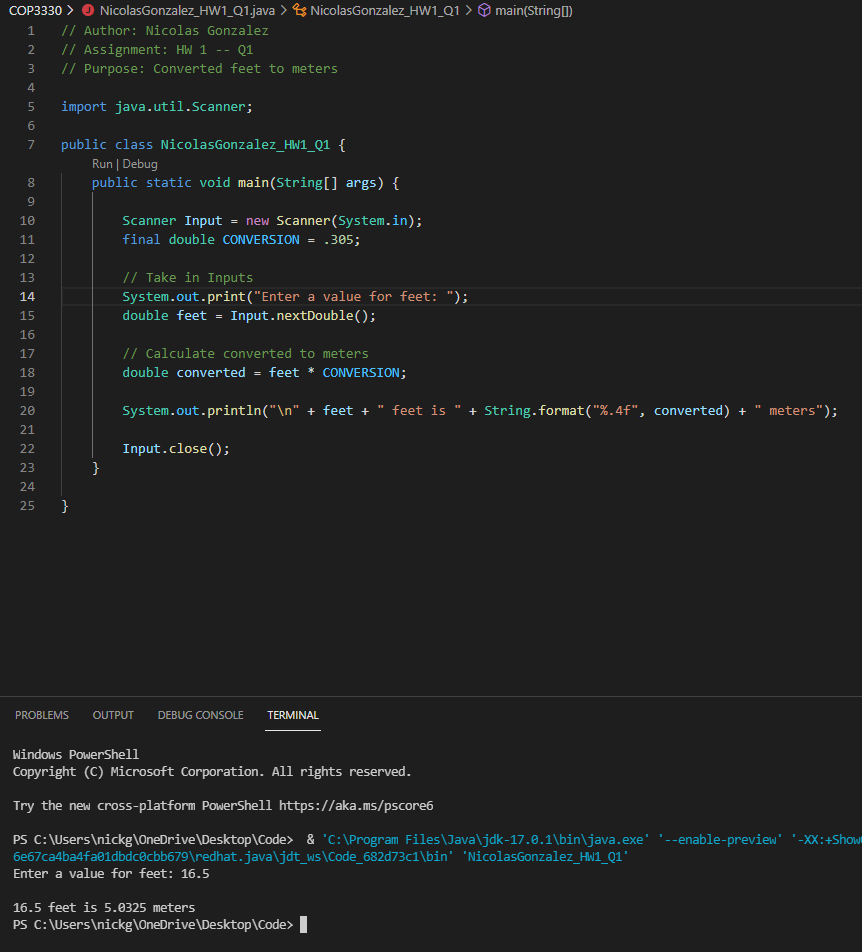 COP3330 > NicolasGonzalez_HW1_Q1.java > NicolasGonzalez_HW1_Q1 > main(String[])
1 // Author: Nicolas Gonzalez
2 // Assignment: HW 1 -- Q1
3 // Purpose: Converted feet to meters
4
5 import java.util.Scanner;
6
7 public class NicolasGonzalez_HW1_Q1 {
Run | Debug
8 public static void main(String[] args) {
9
10 Scanner Input = new Scanner(System.in);
11 final double CONVERSION = .305;
12
13 // Take in Inputs
14 System.out.print("Enter a value for feet: ");
15 double feet = Input.nextDouble();
16
17 // Calculate converted to meters
18 double converted = feet * CONVERSION;
19
20 System.out.println("\n" + feet + " feet is " + String.format("%.4f", converted) + " meters");
21
22 Input.close();
23 }
24
25 }
PROBLEMS OUTPUT DEBUG CONSOLE TERMINAL
Windows PowerShell
Copyright (C) Microsoft Corporation. All rights reserved.
Try the new cross-platform PowerShell https://aka.ms/pscore6
PS C:\Users\nickg\OneDrive\Desktop\Code> & 'C:\Program Files\Java\jdk-17.0.1\bin\java.exe' '--enable-preview' '-XX:+Show
6e67ca4ba4fa01dbdc0cbb679\redhat.java\jdt_ws\Code_682d73c1\bin' 'NicolasGonzalez_HW1_Q1'
Enter a value for feet: 16.5
16.5 feet is 5.0325 meters
PS C:\Users\nickg\OneDrive\Desktop\Code>